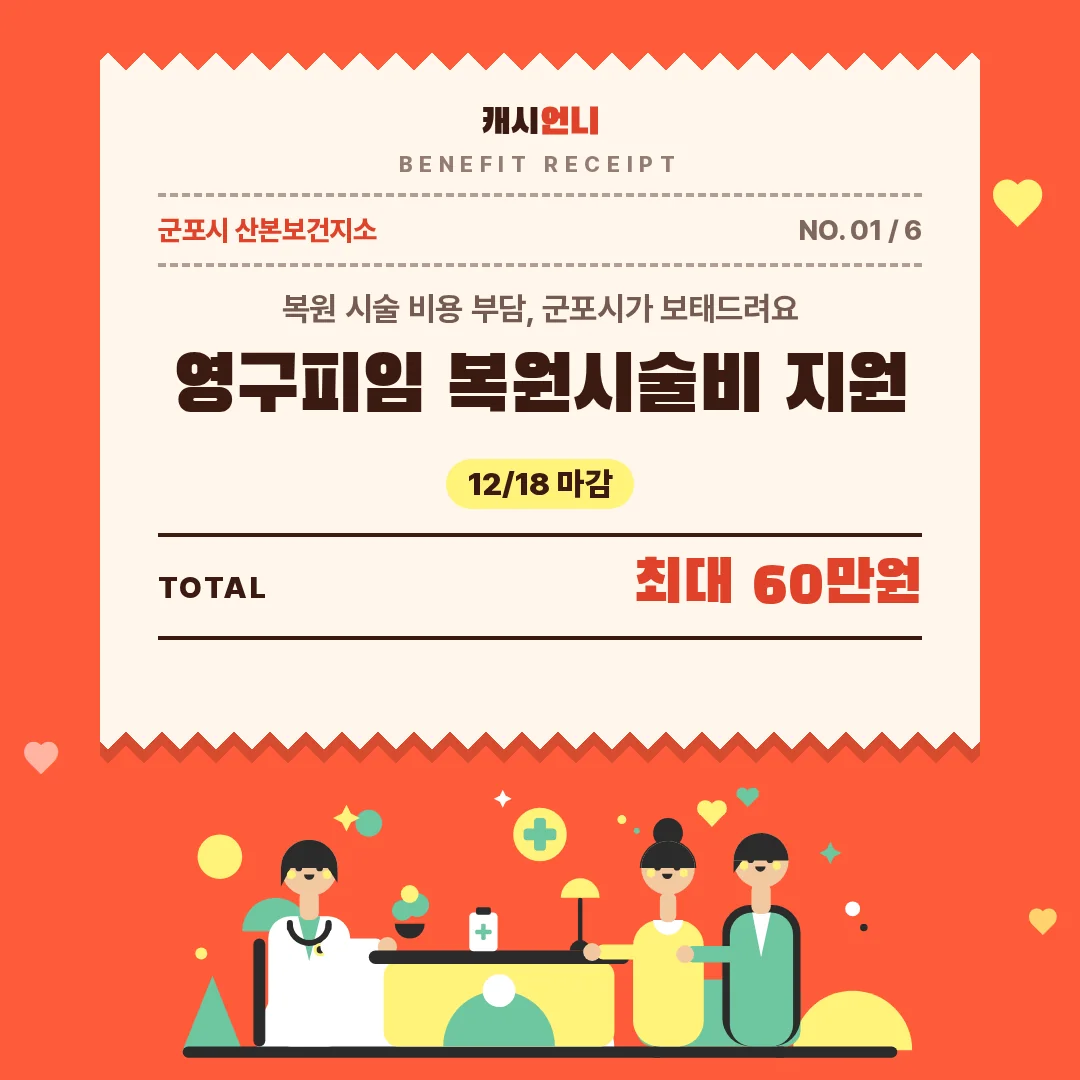 캐시언니
BENEFIT RECEIPT
군포시 산본보건지소 NO. 01 / 6
복원 시술 비용 부담, 군포시가 보태드려요
영구피임 복원시술비 지원
12/18 마감
TOTAL 최대 60만원